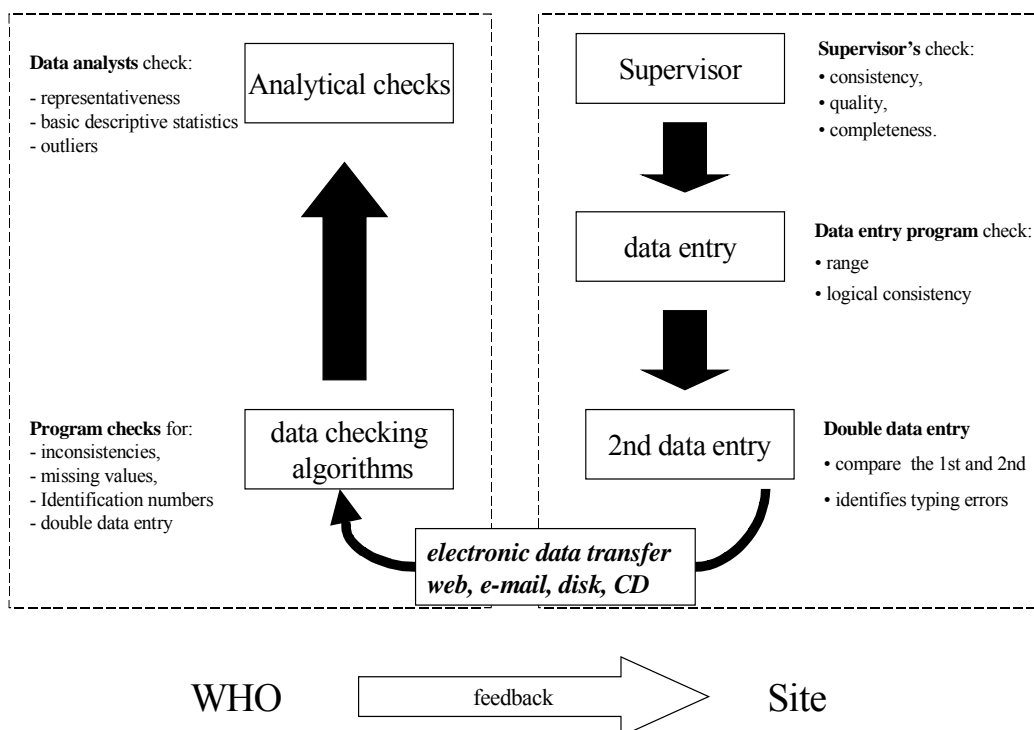 Data analysts check:
- representativeness
- basic descriptive statistics
- outliers
Analytical checks
Program checks for:
- inconsistencies,
- missing values,
- Identification numbers
- double data entry
data checking
algorithms
Supervisor
Supervisor's check:
• consistency,
• quality,
• completeness.
data entry
Data entry program check:
• range
• logical consistency
2nd data entry
Double data entry
• compare the 1st and 2nd
• identifies typing errors
electronic data transfer
web, e-mail, disk, CD
WHO
feedback
Site